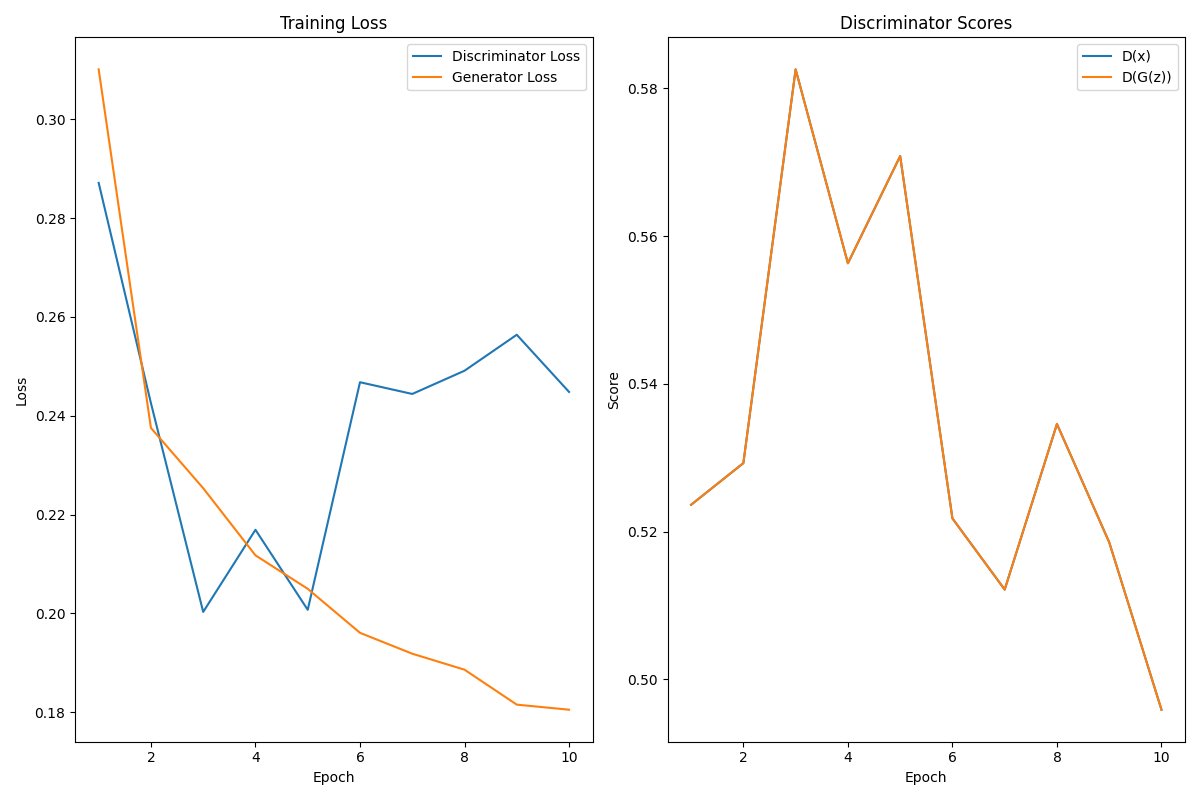 Training Loss
Discriminator Loss
Generator Loss
0.30
0.28
0.26
0.24
0.22
0.20
0.18
Loss
2 4 6 8 10
Epoch
Discriminator Scores
D(x)
D(G(z))
0.58
0.56
0.54
0.52
0.50
Score
2 4 6 8 10
Epoch